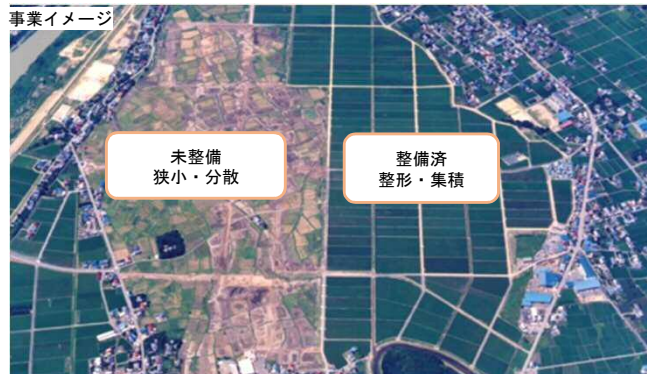 事業イメージ
未整備
狭小・分散
整備済
整形・集積